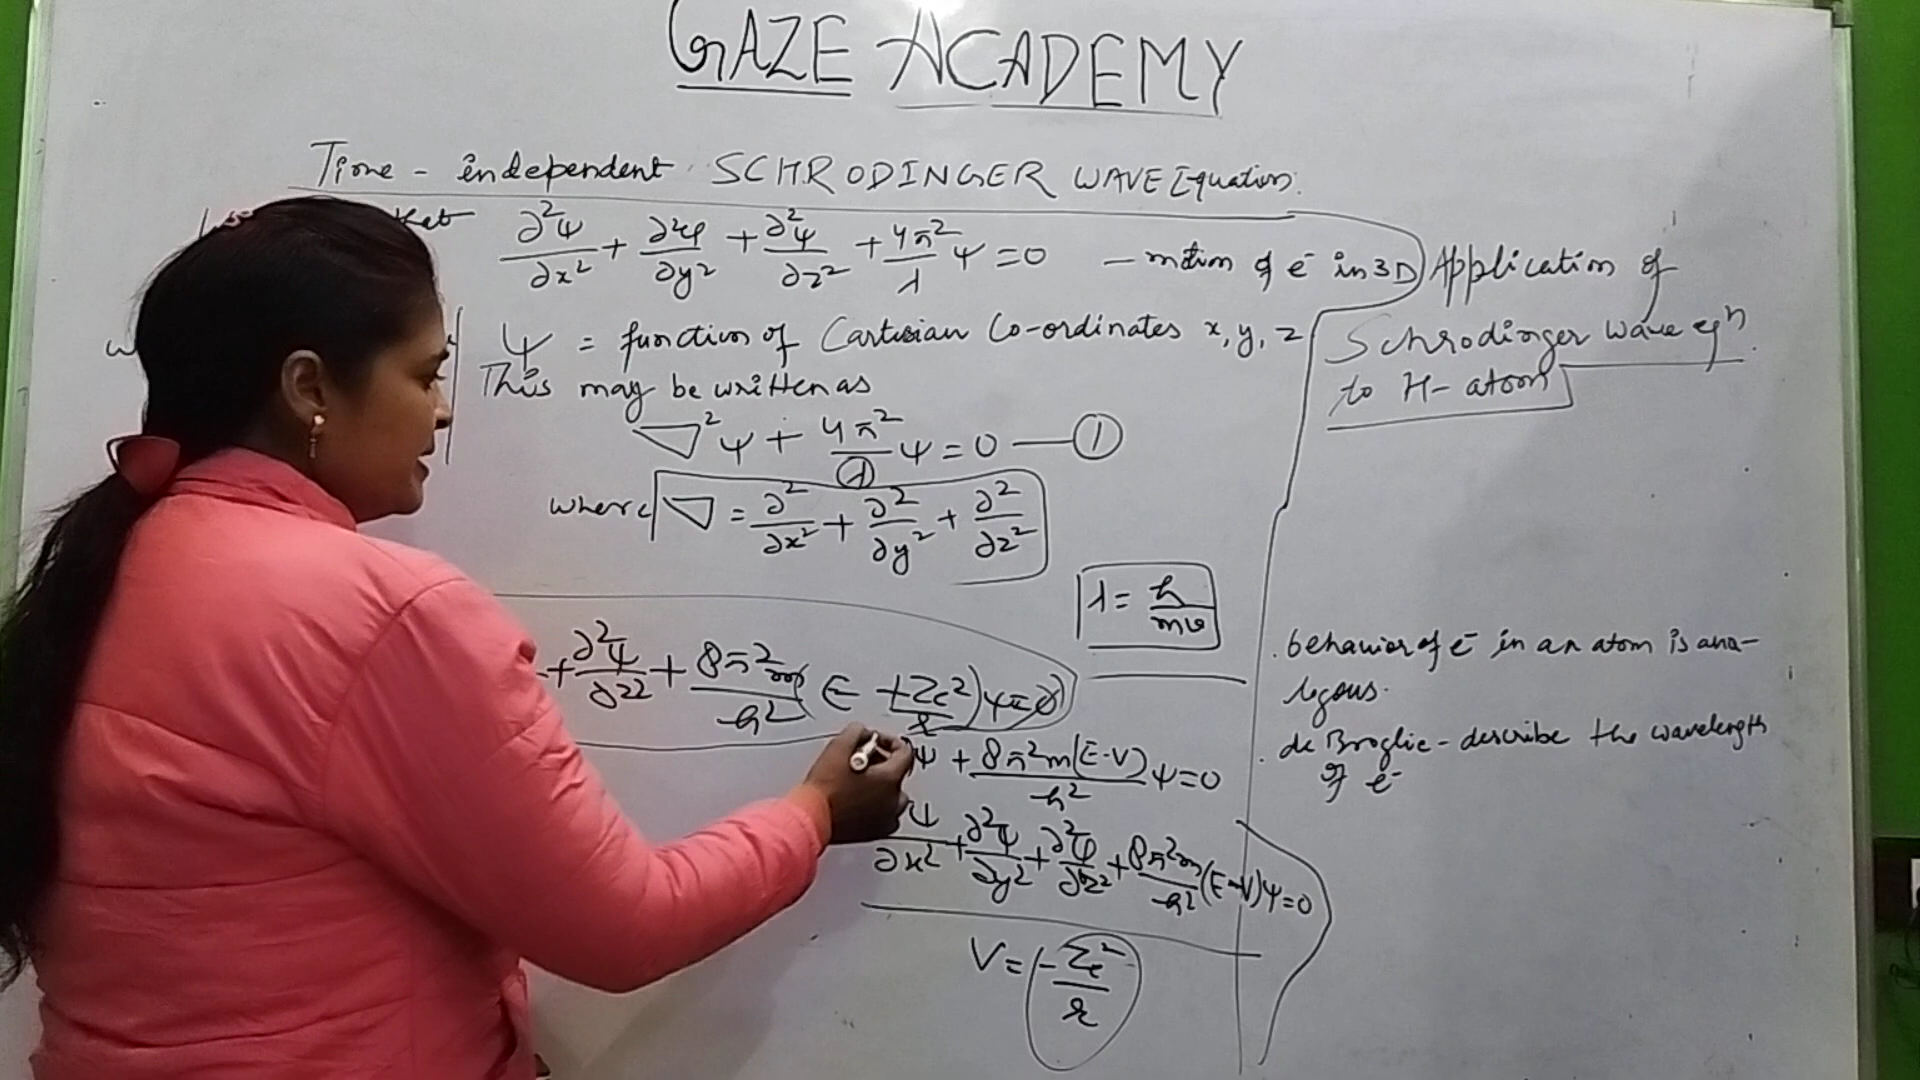 GAZE ACADEMY
Time - independent SCHRODINGER WAVE Equation.
∂²ψ/∂x² + ∂²ψ/∂y² + ∂²ψ/∂z² + 4π²/λ ψ = 0 — motion of e⁻ in 3D
ψ = function of Cartesian Co-ordinates x, y, z
This may be written as
▽²ψ + 4π²/λ ψ = 0 — ①
where ▽ = ∂²/∂x² + ∂²/∂y² + ∂²/∂z²
λ = h/mv
+ ∂²ψ/∂z² + 8π²m/h² (E + Ze²/r) ψ = 0
ψ + 8π²m(E-V)/h² ψ = 0
ψ/∂x² + ∂²ψ/∂y² + ∂²ψ/∂z² + 8π²m/h² (E-V)ψ = 0
V = -Ze²/r
Application of
Schrodinger wave eqⁿ.
to H-atom
. behavior of e⁻ in an atom is ana-
logous.
. de Broglie - describe the wavelength
of e⁻